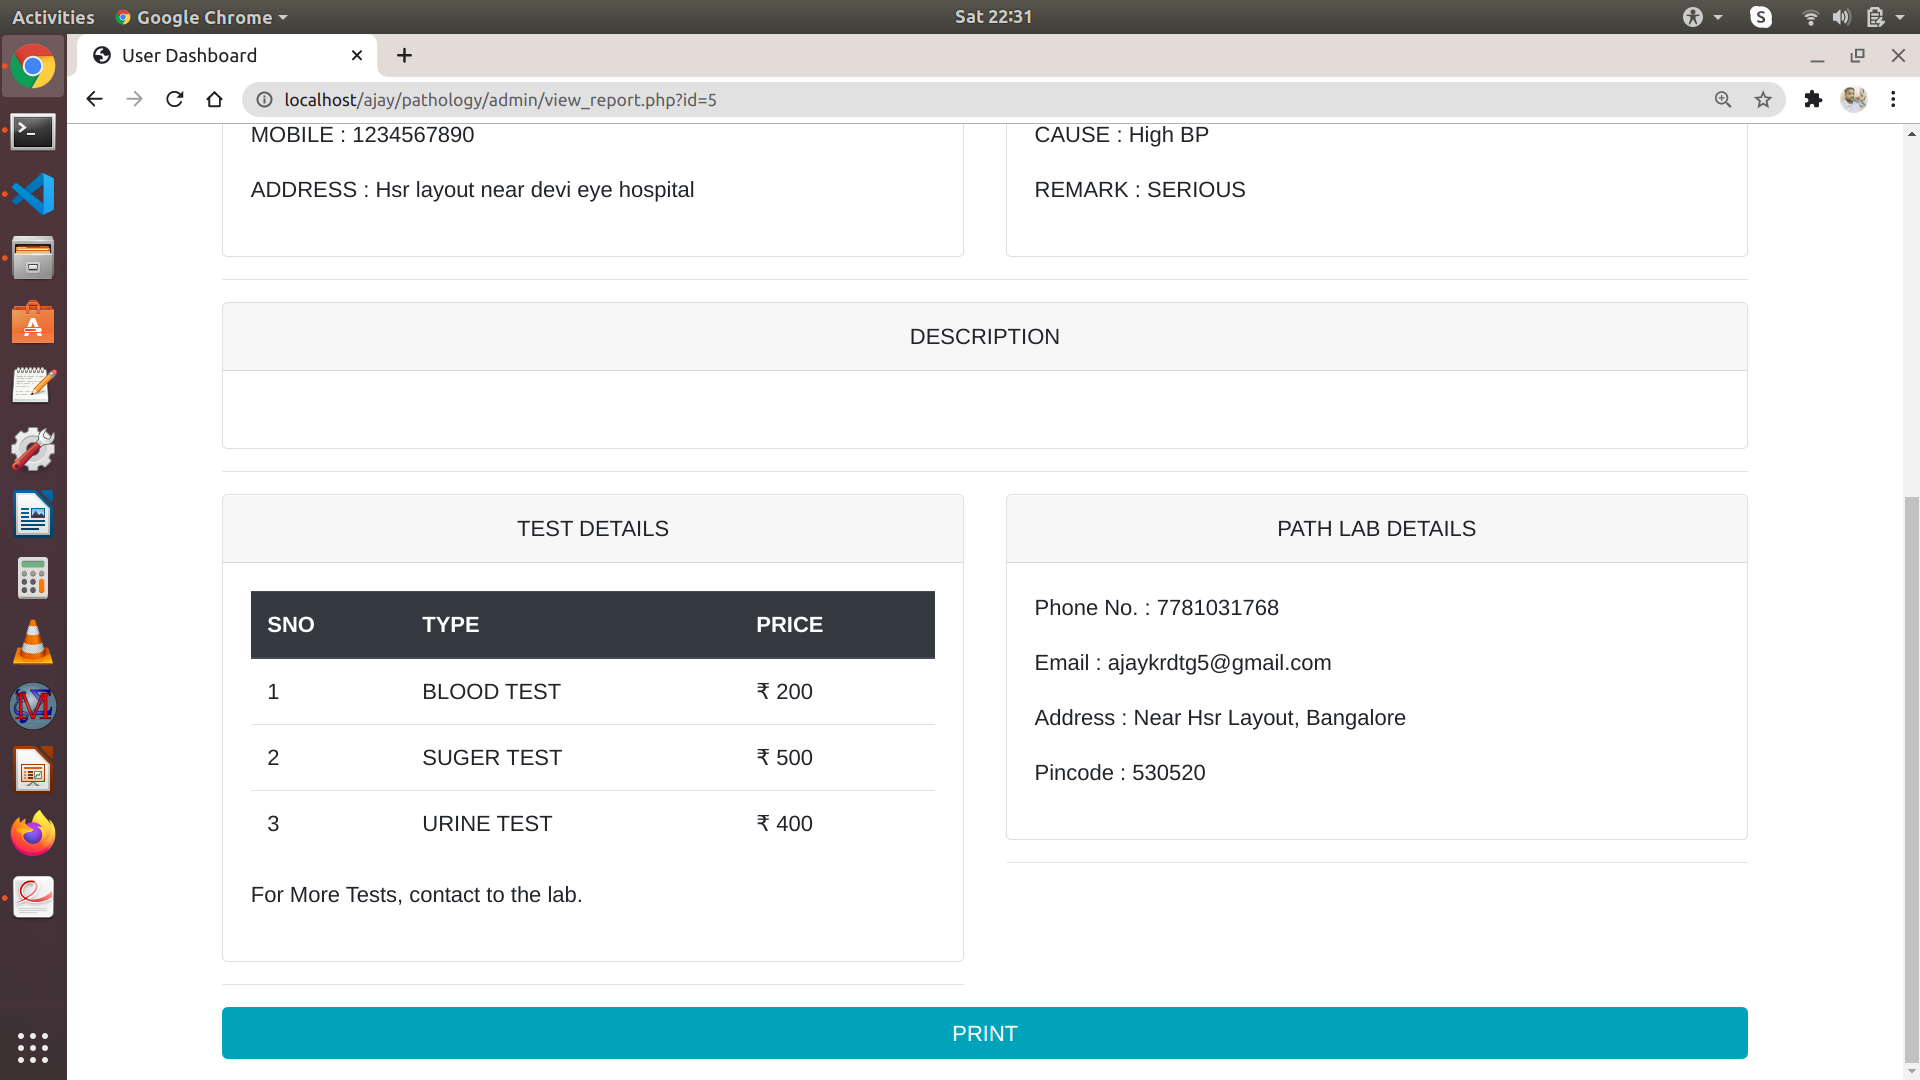 Activities
Google Chrome
Sat 22:31
S
User Dashboard
localhost/ajay/pathology/admin/view_report.php?id=5
MOBILE : 1234567890
ADDRESS : Hsr layout near devi eye hospital
CAUSE : High BP
REMARK : SERIOUS
DESCRIPTION
TEST DETAILS
SNO TYPE PRICE
1 BLOOD TEST ₹ 200
2 SUGER TEST ₹ 500
3 URINE TEST ₹ 400
For More Tests, contact to the lab.
PATH LAB DETAILS
Phone No. : 7781031768
Email : ajaykrdtg5@gmail.com
Address : Near Hsr Layout, Bangalore
Pincode : 530520
PRINT